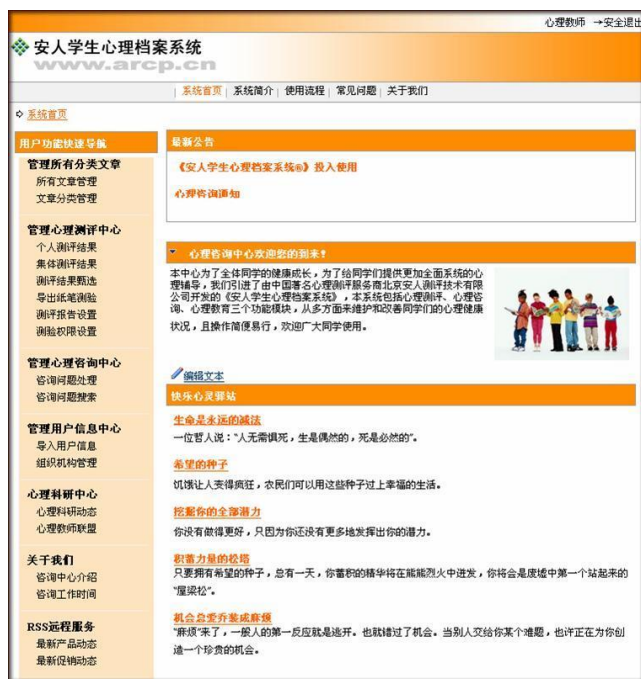 心理教师 →安全退出
安人学生心理档案系统
www.arcp.cn
系统首页 | 系统简介 | 使用流程 | 常见问题 | 关于我们
系统首页
用户功能快速导航
管理所有分类文章
所有文章管理
文章分类管理
管理心理测评中心
个人测评结果
集体测评结果
测评结果甄选
导出纸笔测验
测评报告设置
测验权限设置
管理心理咨询中心
咨询问题处理
咨询问题搜索
管理用户信息中心
导入用户信息
组织机构管理
心理科研中心
心理科研动态
心理教师联盟
关于我们
咨询中心介绍
咨询工作时间
RSS远程服务
最新产品动态
最新促销动态
最新公告
《安人学生心理档案系统®》投入使用
心理咨询通知
心理咨询中心欢迎您的到来!
本中心为了全体同学的健康成长，为了给同学们提供更加全面系统的心
理辅导，我们引进了由中国著名心理测评服务商北京安人测评技术有限
公司开发的《安人学生心理档案系统》，本系统包括心理测评、心理咨
询、心理教育三个功能模块，从多方面来维护和改善同学们的心理健康
状况，且操作简便易行，欢迎广大同学使用。
编辑文本
快乐心灵驿站
生命是永远的减法
一位哲人说：“人无需惧死，生是偶然的，死是必然的”。
希望的种子
饥饿让人变得疯狂，农民们可以用这些种子过上幸福的生活。
挖掘你的全部潜力
你没有做得更好，只因为你还没有更多地发挥出你的潜力。
积蓄力量的松塔
只要拥有希望的种子，总有一天，你蓄积的精华将在熊熊烈火中迸发，你将会是废墟中第一个站起来的
“屋梁松”。
机会总爱乔装成麻烦
“麻烦”来了，一般人的第一反应就是逃开。也就错过了机会。当别人交给你某个难题，也许正在为你创
造一个珍贵的机会。